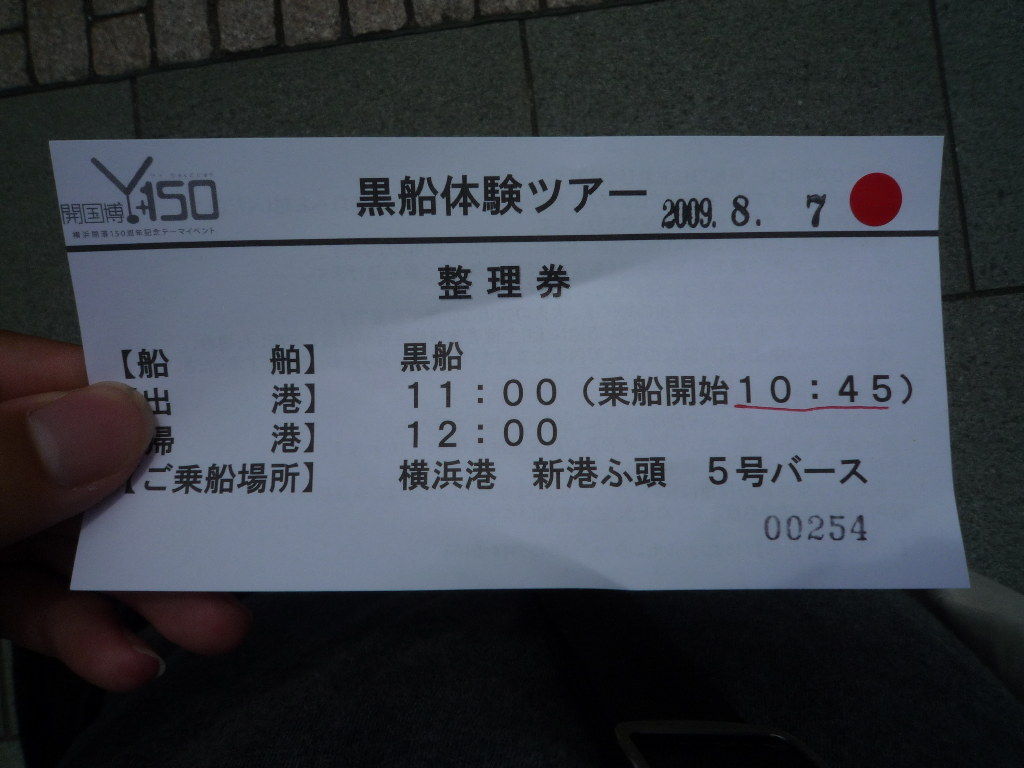 開国博Y+150
横浜開港150周年記念テーマイベント
黒船体験ツアー 2009. 8. 7
整理券
【船舶】 黒船
出港】 11：00（乗船開始10：45）
帰港】 12：00
【ご乗船場所】 横浜港 新港ふ頭 5号バース
00254